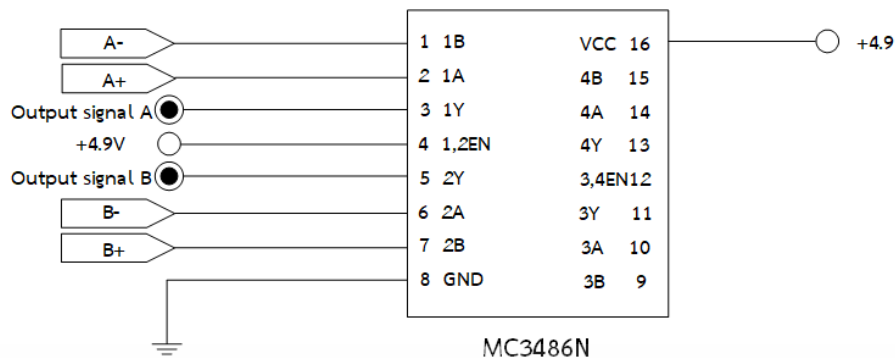 A- 1 1B VCC 16 +4.9
A+ 2 1A 4B 15
Output signal A 3 1Y 4A 14
+4.9V 4 1,2EN 4Y 13
Output signal B 5 2Y 3,4EN12
B- 6 2A 3Y 11
B+ 7 2B 3A 10
8 GND 3B 9
MC3486N